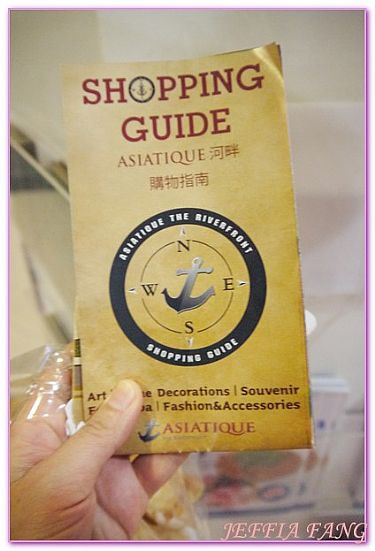 SHOPPING
GUIDE
ASIATIQUE 河畔
購物指南
ASIATIQUE THE RIVERFRONT
N
W E
S
SHOPPING GUIDE
Art Decorations | Souvenir
| Fashion&Accessories
ASIATIQUE
JEFFIA FANG